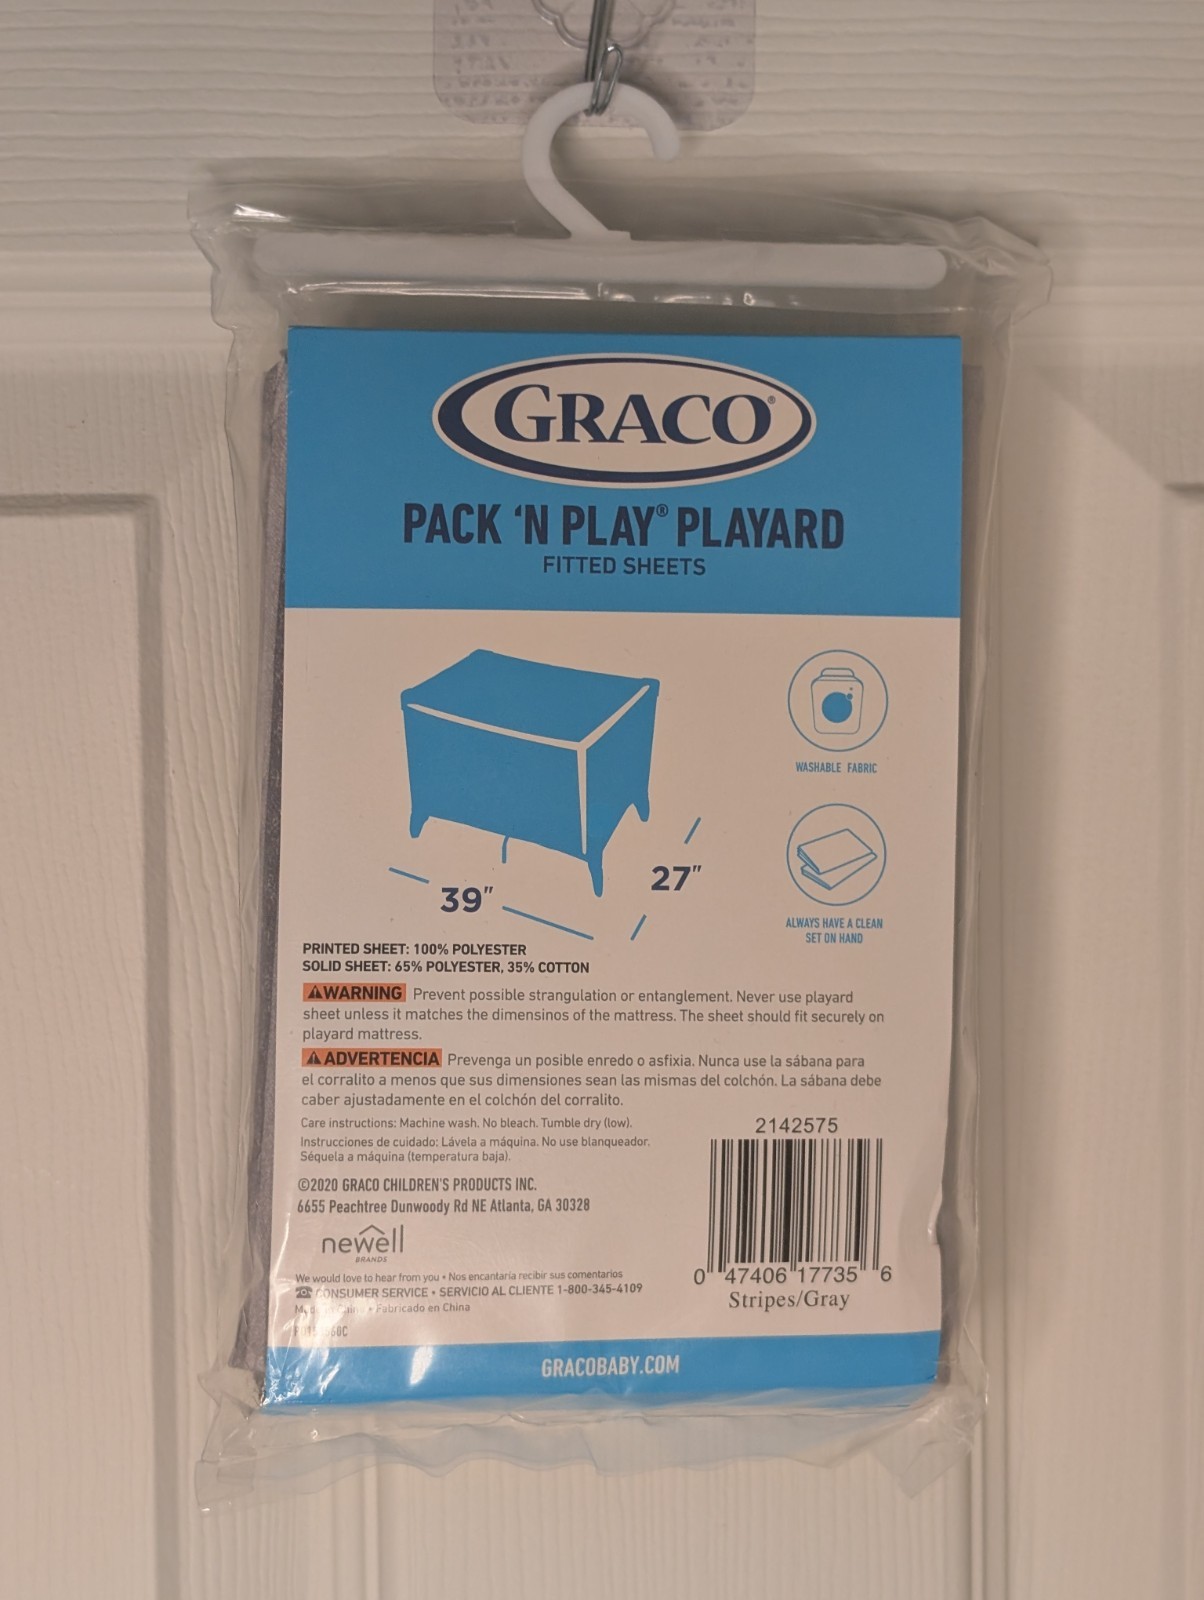 GRACO®
PACK 'N PLAY® PLAYARD
FITTED SHEETS
WASHABLE FABRIC
39"
27"
ALWAYS HAVE A CLEAN
SET ON HAND
PRINTED SHEET: 100% POLYESTER
SOLID SHEET: 65% POLYESTER, 35% COTTON
WARNING Prevent possible strangulation or entanglement. Never use playard
sheet unless it matches the dimensinos of the mattress. The sheet should fit securely on
playard mattress.
ADVERTENCIA Prevenga un posible enredo o asfixia. Nunca use la sábana para
el corralito a menos que sus dimensiones sean las mismas del colchón. La sábana debe
caber ajustadamente en el colchón del corralito.
Care instructions: Machine wash. No bleach. Tumble dry (low).
Instrucciones de cuidado: Lávela a máquina. No use blanqueador.
Séquela a máquina (temperatura baja).
©2020 GRACO CHILDREN'S PRODUCTS INC.
6655 Peachtree Dunwoody Rd NE Atlanta, GA 30328
newell
BRANDS
We would love to hear from you • Nos encantaría recibir sus comentarios
CONSUMER SERVICE • SERVICIO AL CLIENTE 1-800-345-4109
• Fabricado en China
2142575
0 47406 17735 6
Stripes/Gray
GRACOBABY.COM